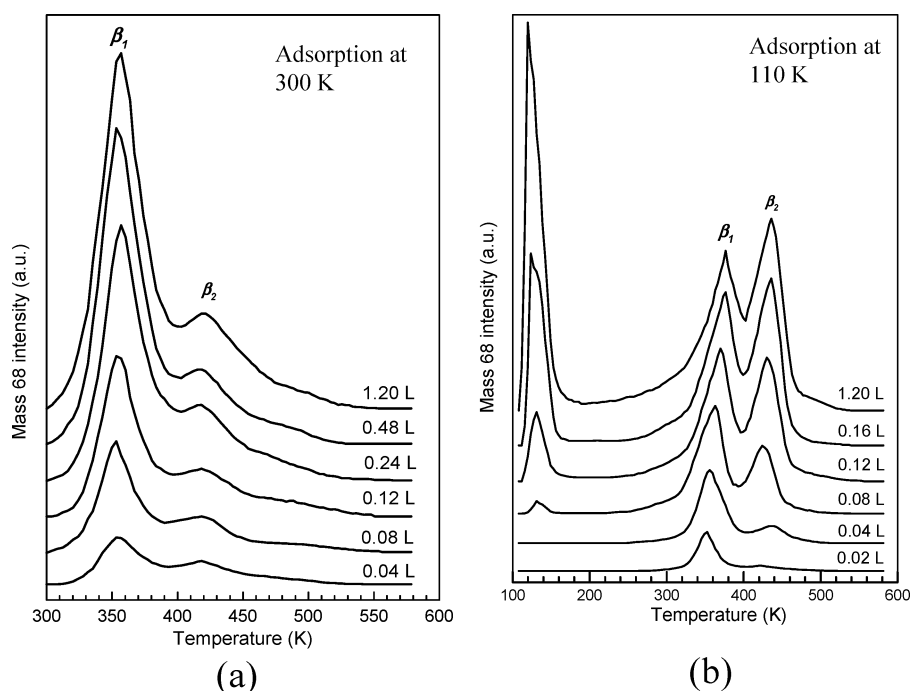 β1
Adsorption at
300 K
β2
1.20 L
0.48 L
0.24 L
0.12 L
0.08 L
0.04 L
Mass 68 intensity (a.u.)
300 350 400 450 500 550 600
Temperature (K)
(a)
Adsorption at
110 K
β2
β1
1.20 L
0.16 L
0.12 L
0.08 L
0.04 L
0.02 L
Mass 68 intensity (a.u.)
100 200 300 400 500 600
Temperature (K)
(b)